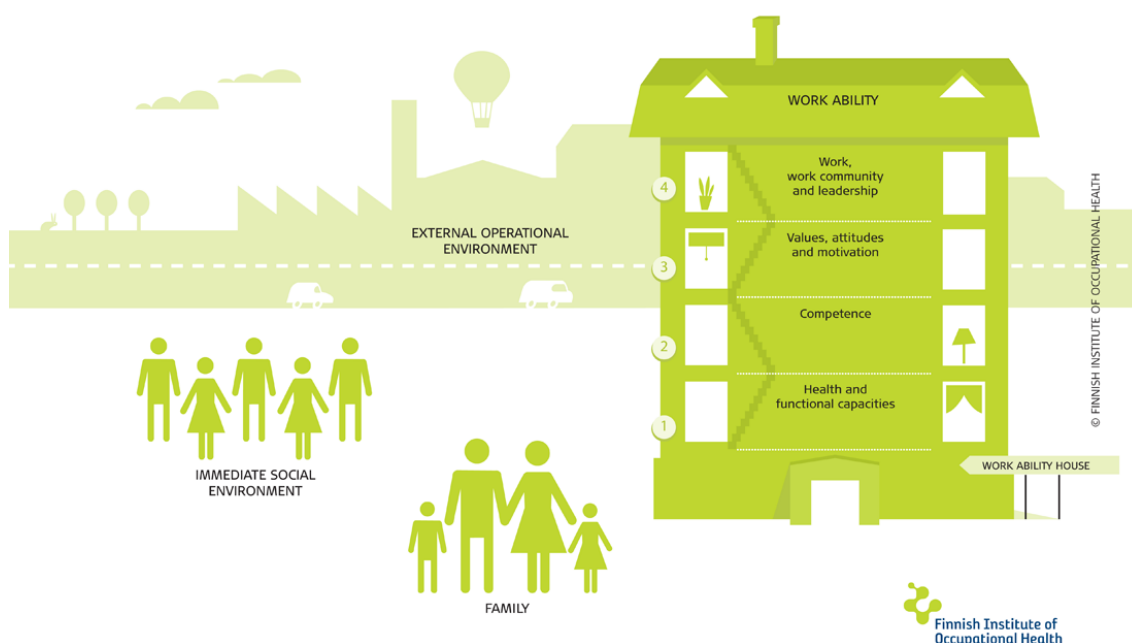 WORK ABILITY
4
Work,
work community
and leadership
EXTERNAL OPERATIONAL
ENVIRONMENT
3
Values, attitudes
and motivation
2
Competence
1
Health and
functional capacities
© FINNISH INSTITUTE OF OCCUPATIONAL HEALTH
WORK ABILITY HOUSE
IMMEDIATE SOCIAL
ENVIRONMENT
FAMILY
Finnish Institute of
Occupational Health